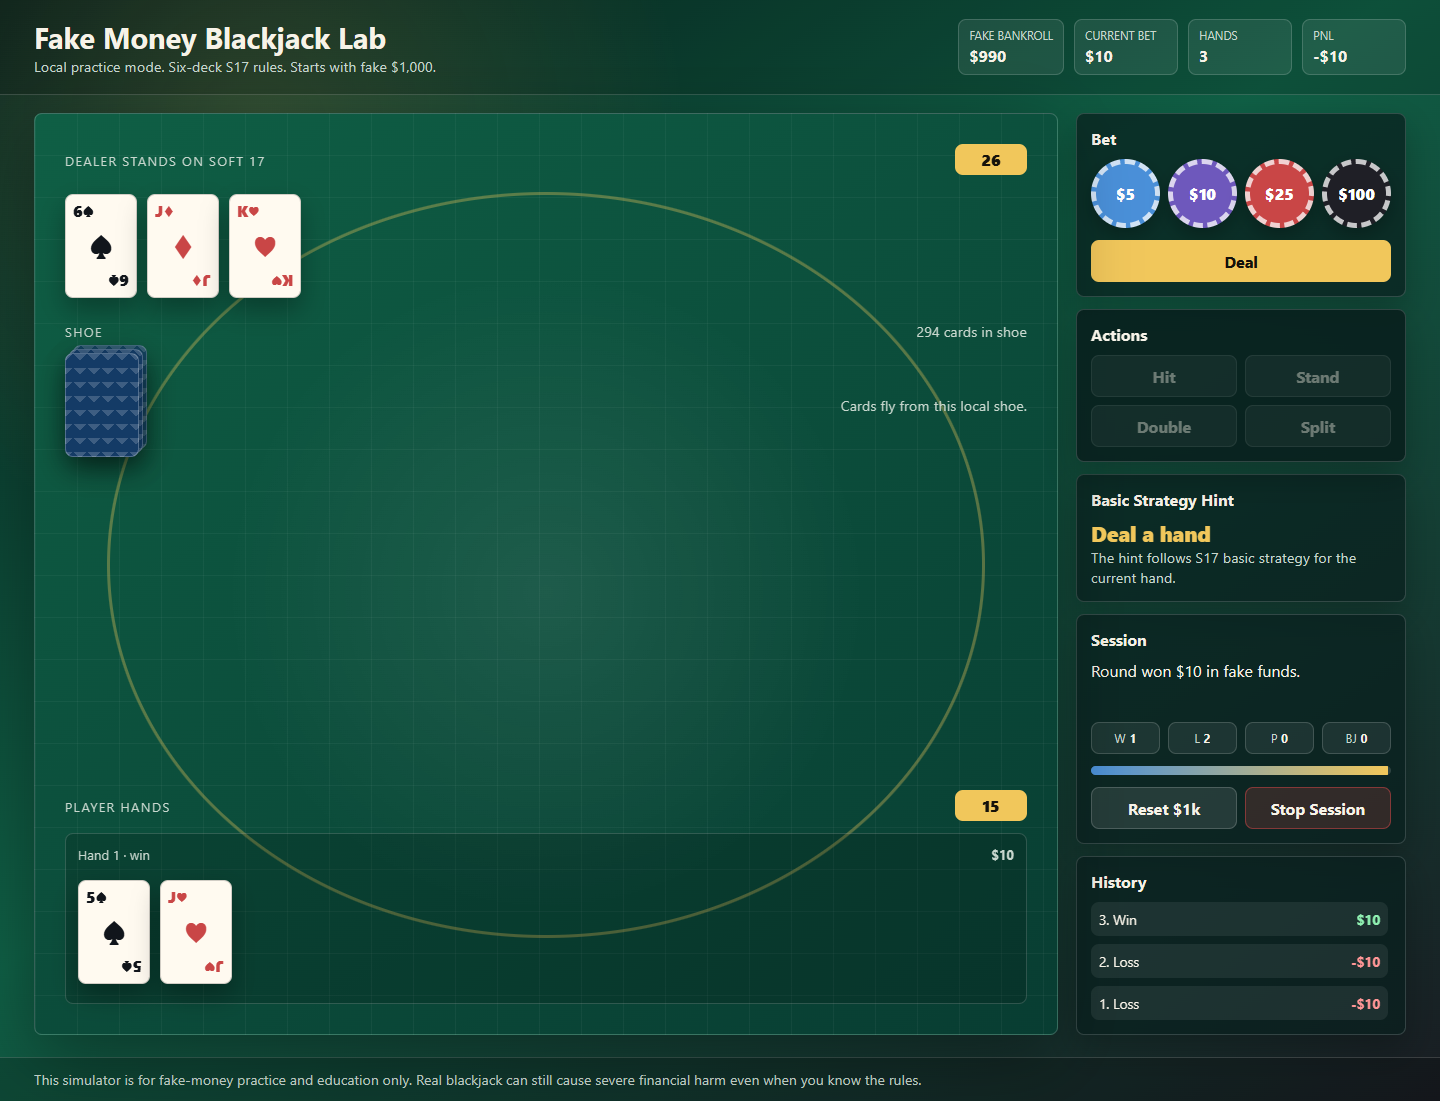 Fake Money Blackjack Lab
Local practice mode. Six-deck S17 rules. Starts with fake $1,000.
FAKE BANKROLL
$990
CURRENT BET
$10
HANDS
3
PNL
-$10
DEALER STANDS ON SOFT 17
26
6♠
6♠
J♦
J♦
K♥
K♥
SHOE
294 cards in shoe
Cards fly from this local shoe.
PLAYER HANDS
15
Hand 1 · win
$10
5♠
5♠
J♥
J♥
Bet
$5
$10
$25
$100
Deal
Actions
Hit
Stand
Double
Split
Basic Strategy Hint
Deal a hand
The hint follows S17 basic strategy for the
current hand.
Session
Round won $10 in fake funds.
W 1
L 2
P 0
BJ 0
Reset $1k
Stop Session
History
3. Win
$10
2. Loss
-$10
1. Loss
-$10
This simulator is for fake-money practice and education only. Real blackjack can still cause severe financial harm even when you know the rules.